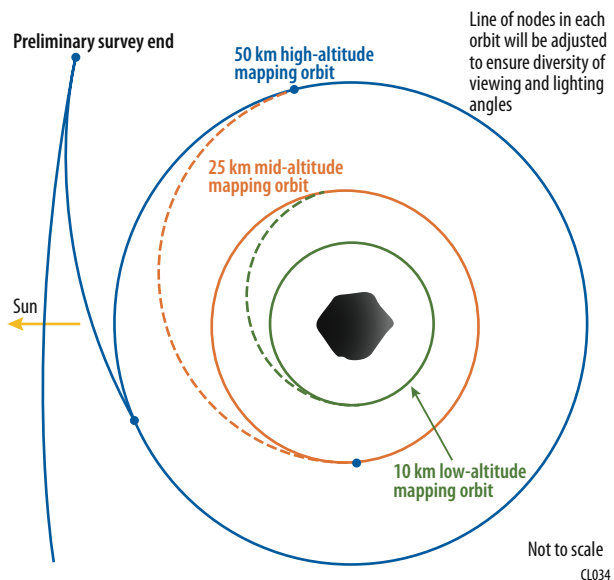 Preliminary survey end
50 km high-altitude
mapping orbit
Line of nodes in each
orbit will be adjusted
to ensure diversity of
viewing and lighting
angles
25 km mid-altitude
mapping orbit
Sun
10 km low-altitude
mapping orbit
Not to scale
CL034